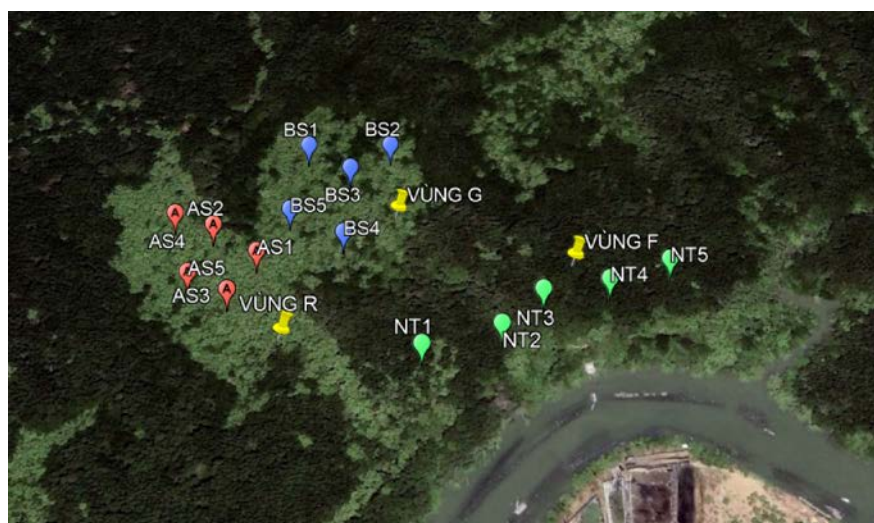 BS1
BS2
BS3
VÙNG G
AS2
BS5
AS4
BS4
VÙNG F
AS1
NT5
AS5
NT4
AS3
VÙNG R
NT3
NT1
NT2
A
A
A
A
A